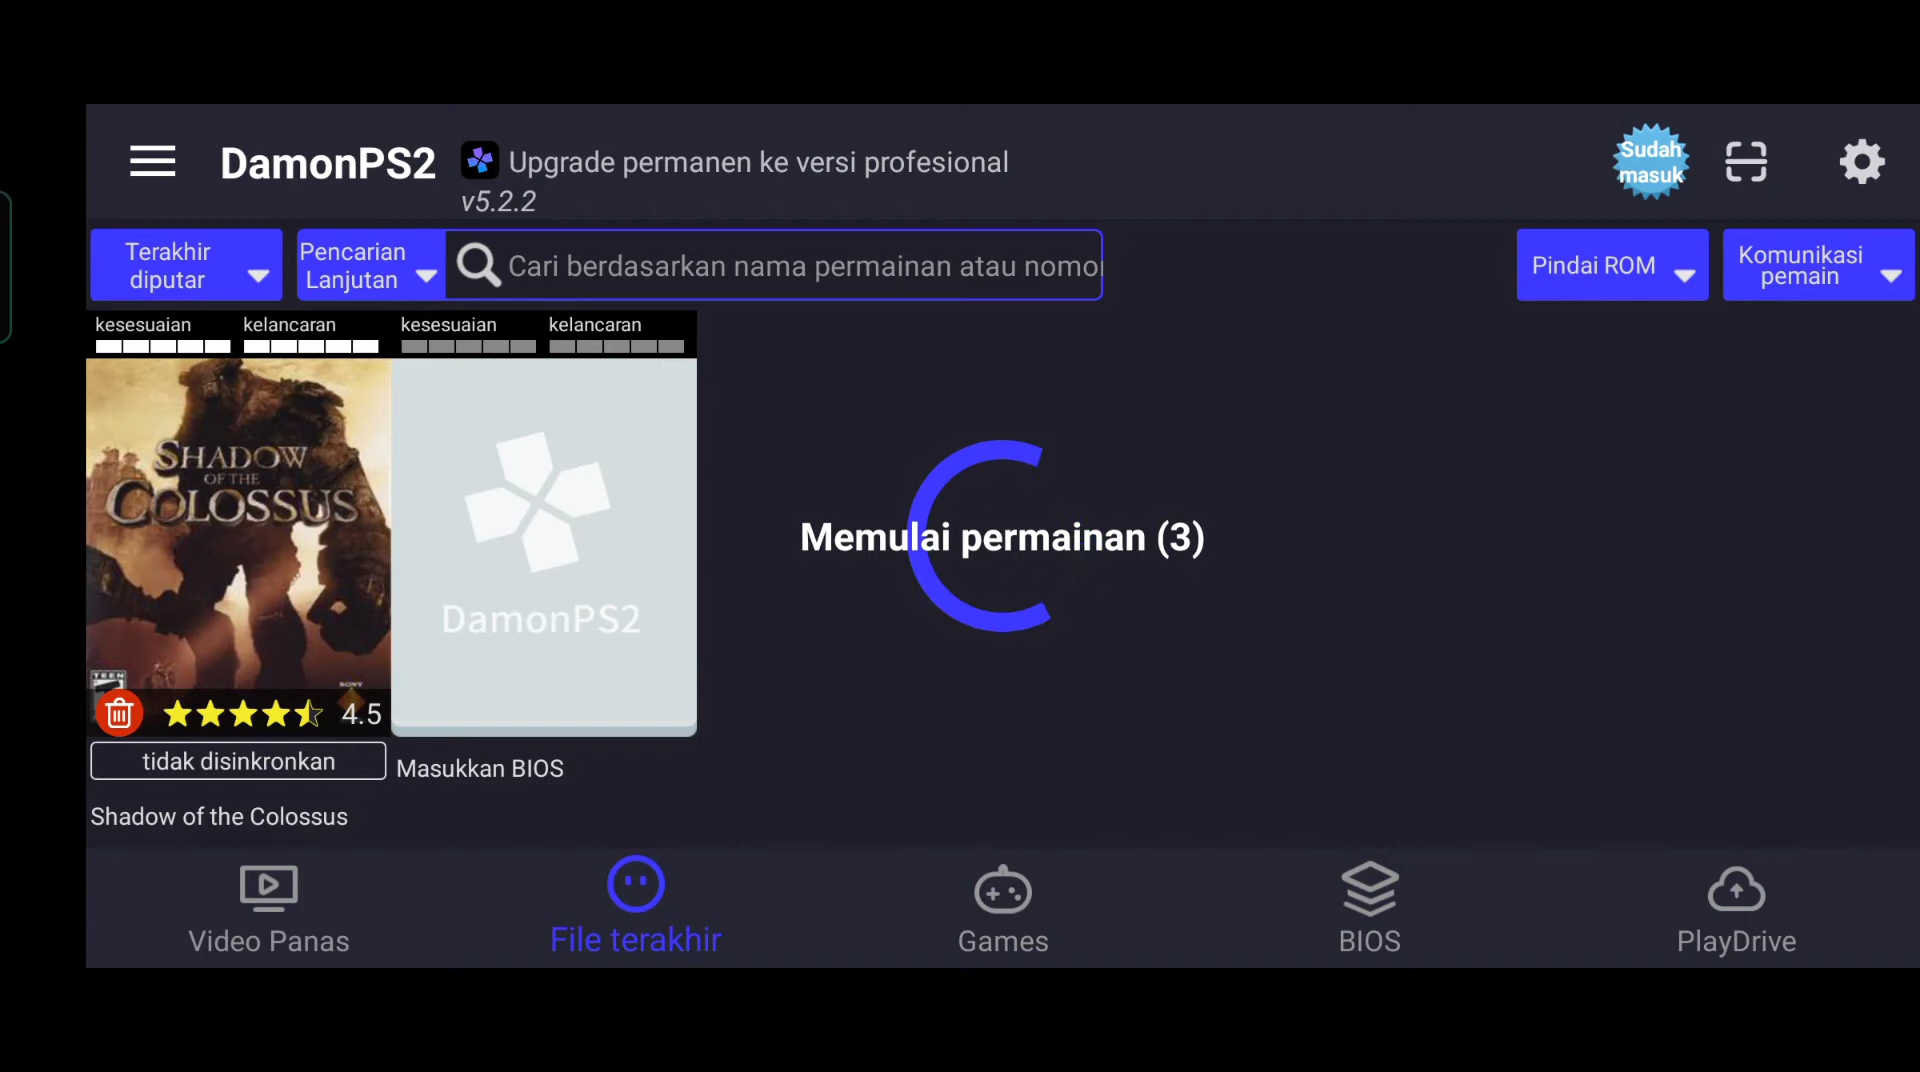 DamonPS2
Upgrade permanen ke versi profesional
v5.2.2
Sudah
masuk
Terakhir
diputar
Pencarian
Lanjutan
Cari berdasarkan nama permainan atau nomo
Pindai ROM
Komunikasi
pemain
kesesuaian
kelancaran
kesesuaian
kelancaran
SHADOW
OF THE
COLOSSUS
TEEN
SONY
4.5
DamonPS2
tidak disinkronkan
Masukkan BIOS
Shadow of the Colossus
Memulai permainan (3)
Video Panas
File terakhir
Games
BIOS
PlayDrive